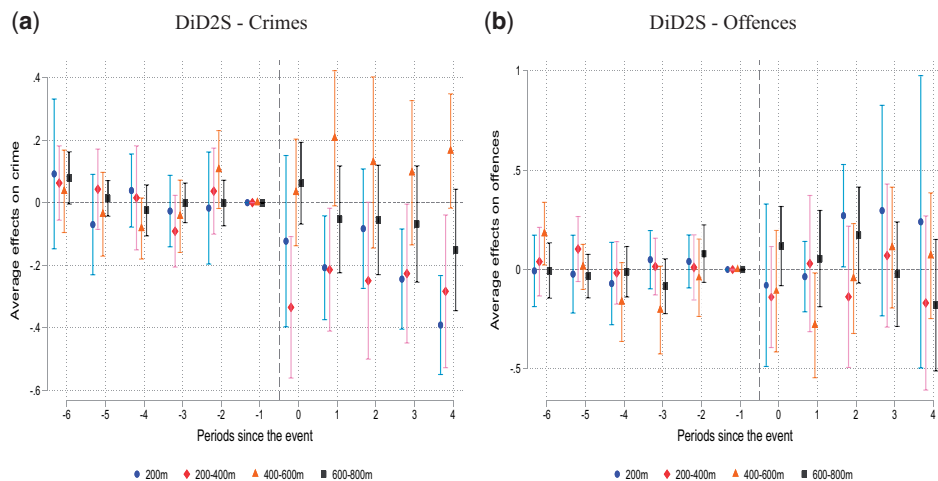 (a) DiD2S - Crimes
Average effects on crime
.4
.2
0
-.2
-.4
-.6
-6 -5 -4 -3 -2 -1 0 1 2 3 4
Periods since the event
200m 200-400m 400-600m 600-800m
(b) DiD2S - Offences
Average effects on offences
1
.5
0
-.5
-6 -5 -4 -3 -2 -1 0 1 2 3 4
Periods since the event
200m 200-400m 400-600m 600-800m